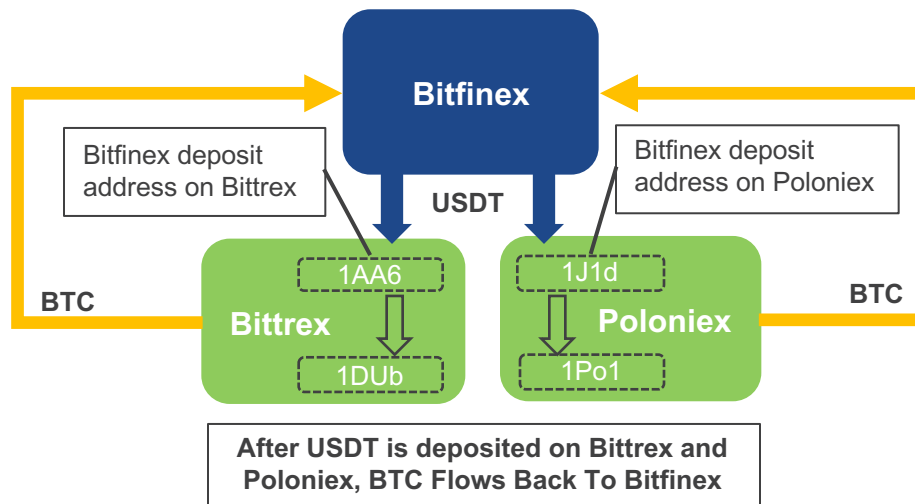 Bitfinex
Bitfinex deposit
address on Bittrex
Bitfinex deposit
address on Poloniex
USDT
1AA6
1J1d
BTC
BTC
Bittrex
Poloniex
1DUb
1Po1
After USDT is deposited on Bittrex and
Poloniex, BTC Flows Back To Bitfinex